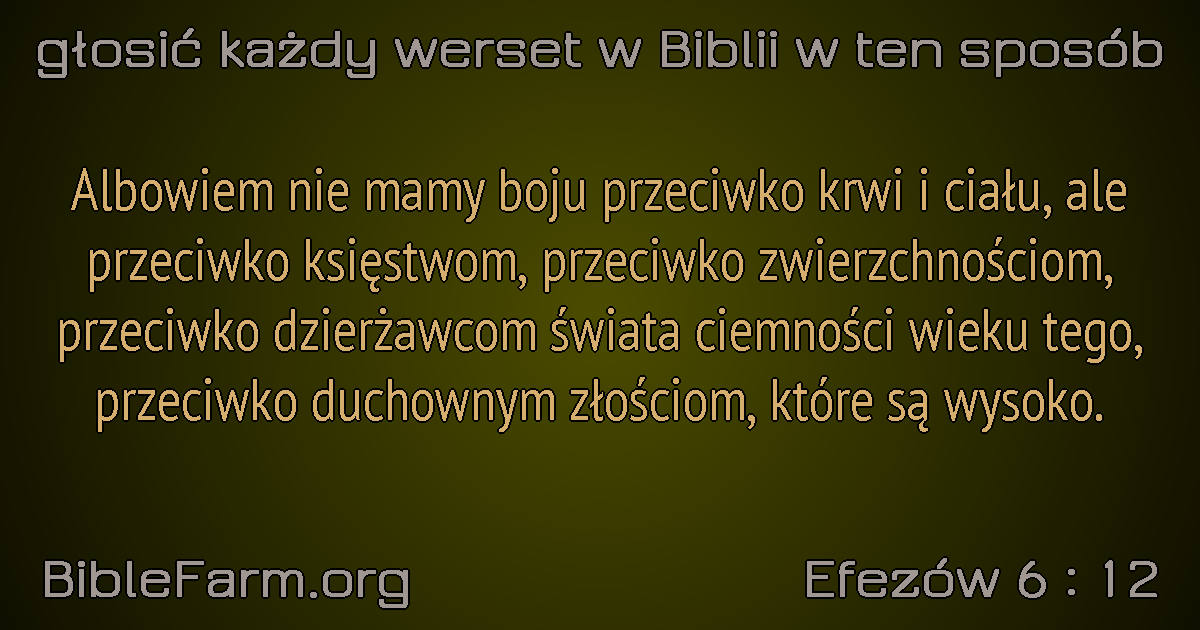 głosić każdy werset w Biblii w ten sposób
Albowiem nie mamy boju przeciwko krwi i ciału, ale
przeciwko księstwom, przeciwko zwierzchnościom,
przeciwko dzierżawcom świata ciemności wieku tego,
przeciwko duchownym złościom, które są wysoko.
BibleFarm.org
Efezów 6 : 12